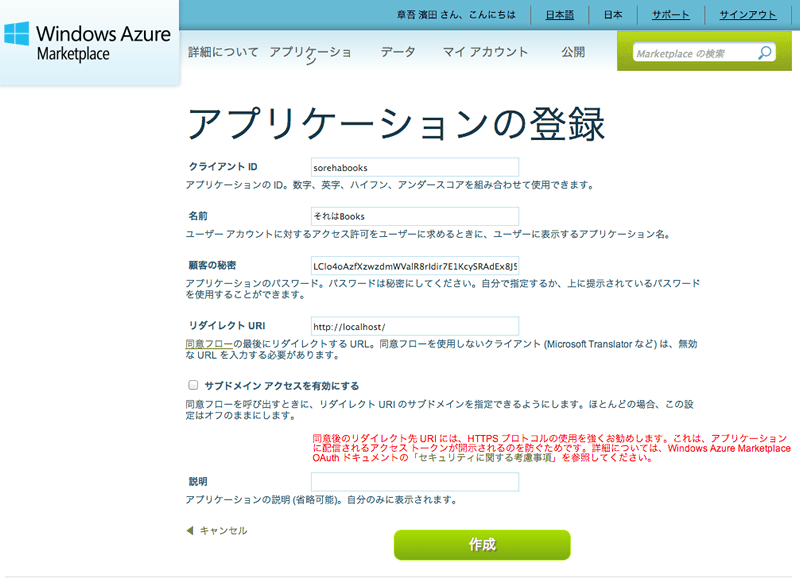 章吾 濱田 さん、こんにちは 日本語 日本 サポート サインアウト
Windows Azure
Marketplace
詳細について アプリケーション データ マイ アカウント 公開
Marketplace の検索
アプリケーションの登録
クライアント ID sorehabooks
アプリケーションの ID。数字、英字、ハイフン、アンダースコアを組み合わせて使用できます。
名前 それはBooks
ユーザー アカウントに対するアクセス許可をユーザーに求めるときに、ユーザーに表示するアプリケーション名。
顧客の秘密
アプリケーションのパスワード。パスワードは秘密にしてください。自分で指定するか、上に提示されているパスワード
を使用することができます。
リダイレクト URI http://localhost/
同意フローの最後にリダイレクトする URL。同意フローを使用しないクライアント (Microsoft Translator など) は、無効
な URL を入力する必要があります。
サブドメイン アクセスを有効にする
同意フローを呼び出すときに、リダイレクト URI のサブドメインを指定できるようにします。ほとんどの場合、この設
定はオフのままにします。
同意後のリダイレクト先 URI には、HTTPS プロトコルの使用を強くお勧めします。これは、アプリケーション
に配信されるアクセス トークンが開示されるのを防ぐためです。詳細については、Windows Azure Marketplace
OAuth ドキュメントの「セキュリティに関する考慮事項」を参照してください。
説明
アプリケーションの説明 (省略可能)。自分のみに表示されます。
キャンセル
作成